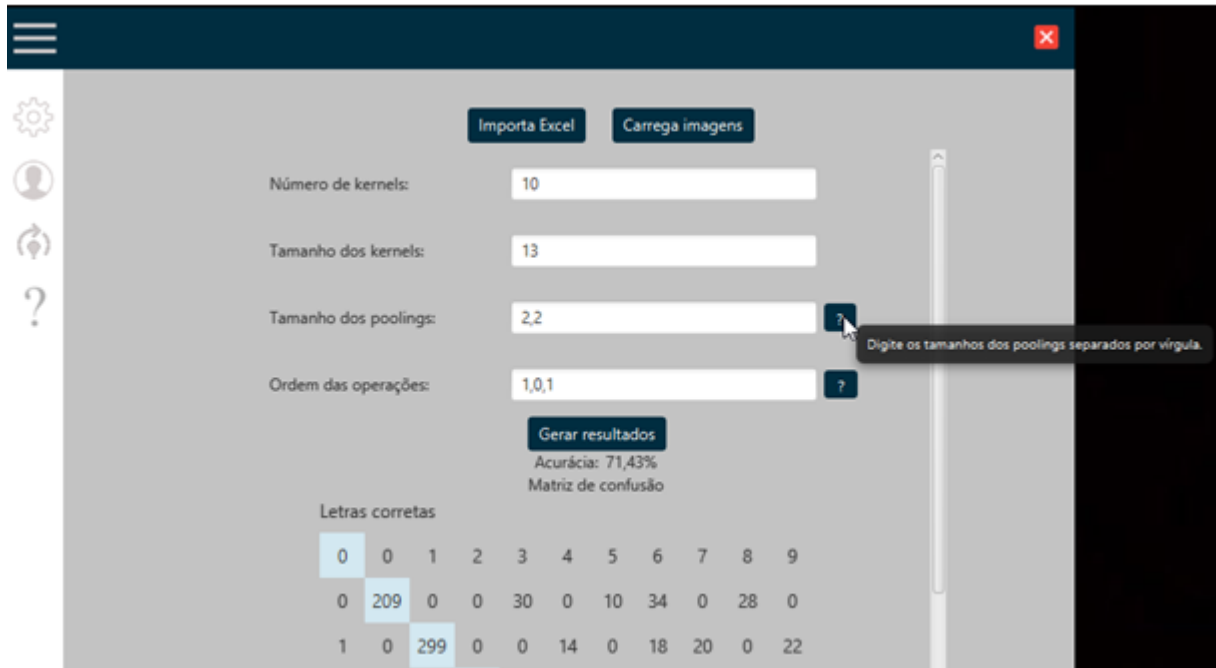 Importa Excel Carrega imagens
Número de kernels: 10
Tamanho dos kernels: 13
Tamanho dos poolings: 2,2 ?
Digite os tamanhos dos poolings separados por vírgula.
Ordem das operações: 1,0,1 ?
Gerar resultados
Acurácia: 71,43%
Matriz de confusão
Letras corretas
0 0 1 2 3 4 5 6 7 8 9
0 209 0 0 30 0 10 34 0 28 0
1 0 299 0 0 14 0 18 20 0 22
?